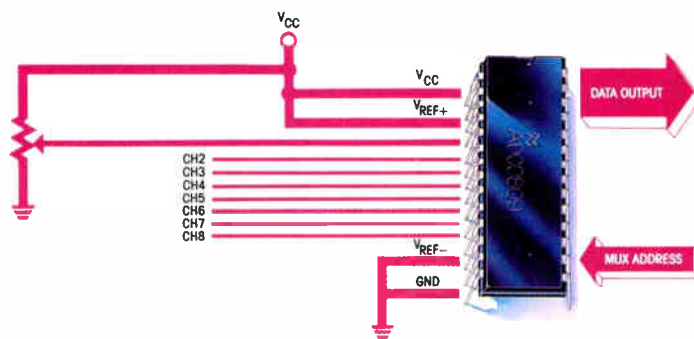 VCC
VCC
VREF+
DATA OUTPUT
CH2
CH3
CH4
CH5
CH6
CH7
CH8
VREF−
MUX ADDRESS
GND